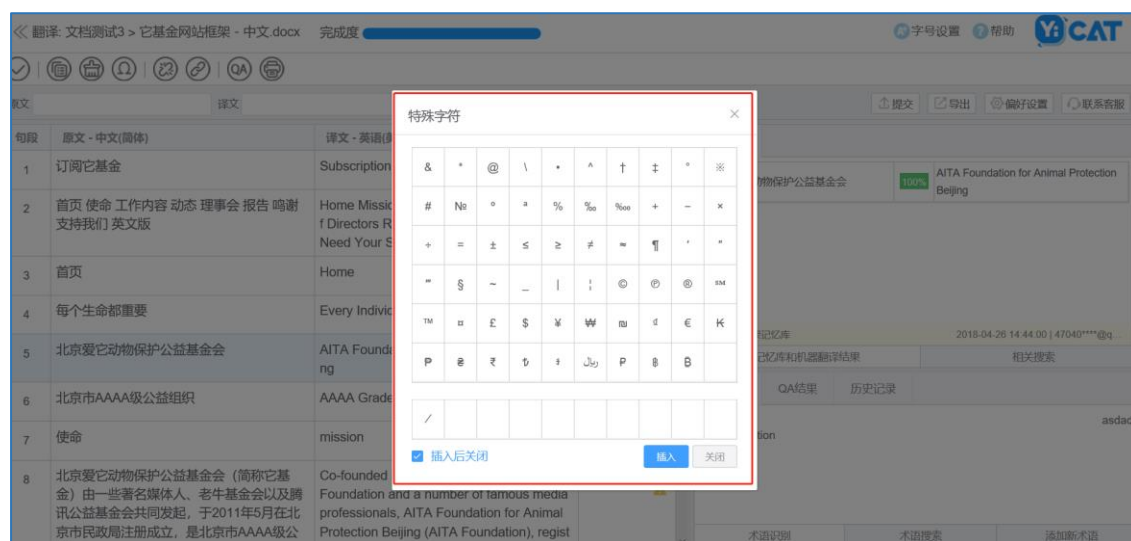 翻译: 文档测试3 > 它基金网站框架 - 中文.docx 完成度
字号设置 帮助 YiCAT
QA
原文 译文
提交 导出 偏好设置 联系客服
句段 原文 - 中文(简体) 译文 - 英语(美
1 订阅它基金 Subscription
2 首页 使命 工作内容 动态 理事会 报告 鸣谢
支持我们 英文版
Home Missic
f Directors R
Need Your S
3 首页 Home
4 每个生命都重要 Every Individ
5 北京爱它动物保护公益基金会 AITA Founda
ng
6 北京市AAAA级公益组织 AAAA Grade
7 使命 mission
8 北京爱它动物保护公益基金会（简称它基
金）由一些著名媒体人、老牛基金会以及腾
讯公益基金会共同发起，于2011年5月在北
京市民政局注册成立，是北京市AAAA级公
Co-founded
Foundation and a number of famous media
professionals, AITA Foundation for Animal
Protection Beijing (AITA Foundation), regist
特殊字符 ×
& * @ \ • ^ † ‡ ° ※
# № º ª % ‰ ‱ + − ×
÷ = ± ≤ ≥ ≠ ≈ ¶ ′ ″
‴ § ~ _ | ¦ © ℗ ® ℠
™ ¤ £ $ ¥ ₩ ₪ ₫ € ₭
₱ ₴ ₹ ₺ ៛ ﷼ ₽ ฿ ₿
/
插入后关闭 插入 关闭
动物保护公益基金会 100% AITA Foundation for Animal Protection
Beijing
记忆库 2018-04-26 14:44:00 | 47040****@q...
记忆库和机器翻译结果 相关搜索
QA结果 历史记录
asdac
tion
术语识别 术语搜索 添加新术语